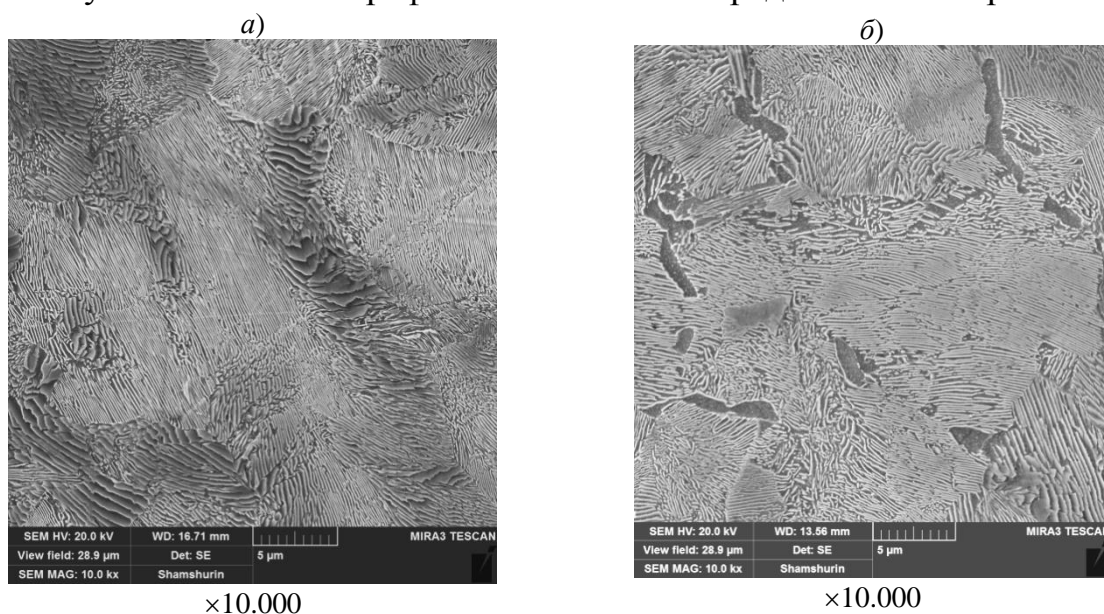 а)
б)
SEM HV: 20.0 kV WD: 16.71 mm MIRA3 TESCAN
View field: 28.9 µm Det: SE 5 µm
SEM MAG: 10.0 kx Shamshurin
SEM HV: 20.0 kV WD: 13.56 mm MIRA3 TESCA
View field: 28.9 µm Det: SE 5 µm
SEM MAG: 10.0 kx Shamshurin
×10.000
×10.000